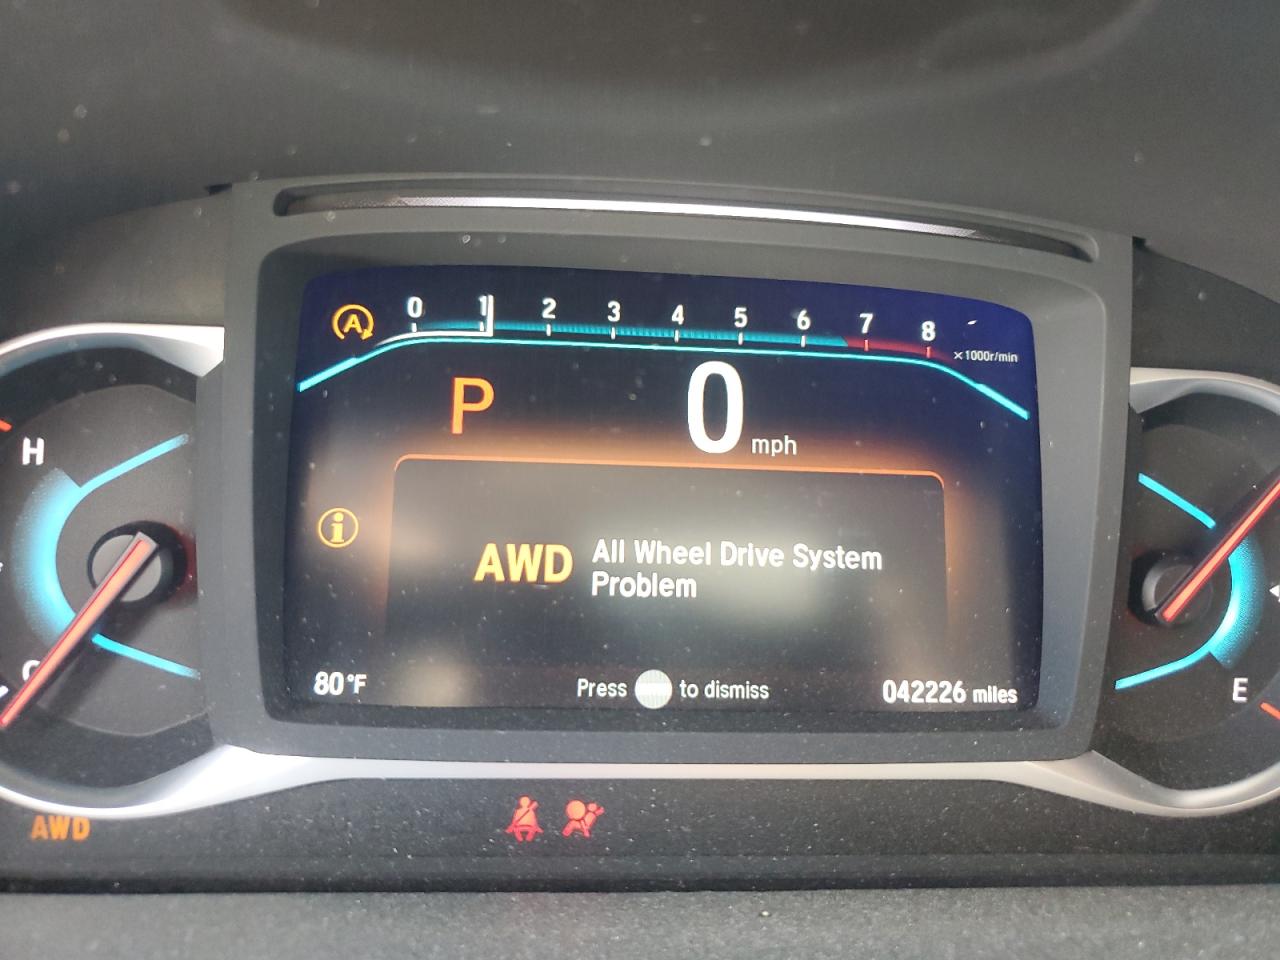 A 0 1 2 3 4 5 6 7 8
×1000r/min
P 0 mph
H
i
AWD All Wheel Drive System
Problem
C
80°F Press to dismiss 042226 miles
E
AWD